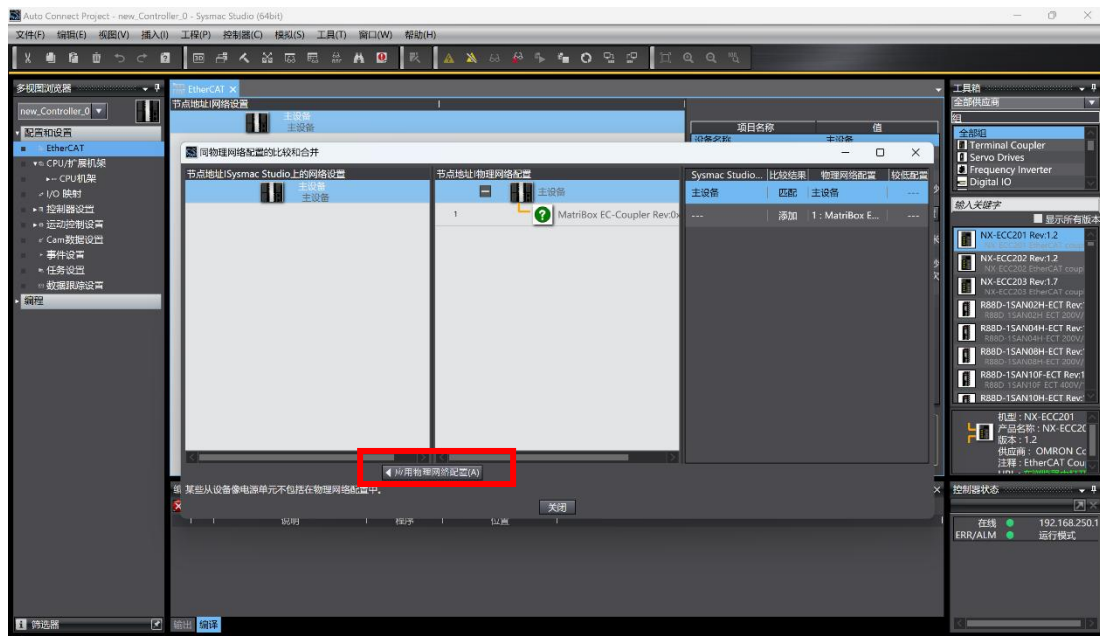 Auto Connect Project - new_Controller_0 - Sysmac Studio (64bit)
文件(F) 编辑(E) 视图(V) 插入(I) 工程(P) 控制器(C) 模拟(S) 工具(T) 窗口(W) 帮助(H)
多视图浏览器
new_Controller_0
配置和设置
EtherCAT
CPU/扩展机架
CPU机架
I/O 映射
控制器设置
运动控制设置
Cam数据设置
事件设置
任务设置
数据跟踪设置
编程
筛选器
EtherCAT
节点地址|网络设置
主设备
主设备
项目名称 值
设备名称 主设备
同物理网络配置的比较和合并
节点地址|Sysmac Studio上的网络设置
主设备
主设备
节点地址|物理网络配置
主设备
1 MatriBox EC-Coupler Rev:0x
Sysmac Studio... 比较结果 物理网络配置 较低配置
主设备 匹配 主设备 ---
--- 添加 1 : MatriBox E... ---
应用物理网络配置(A)
某些从设备像电源单元不包括在物理网络配置中。
关闭
说明 程序 位置
输出 编译
工具箱
全部供应商
组
全部组
Terminal Coupler
Servo Drives
Frequency Inverter
Digital IO
输入关键字
显示所有版本
NX-ECC201 Rev:1.2
NX-ECC201 EtherCAT coup
NX-ECC202 Rev:1.2
NX-ECC202 EtherCAT coup
NX-ECC203 Rev:1.7
NX-ECC203 EtherCAT coup
R88D-1SAN02H-ECT Rev:
R88D-1SAN02H-ECT 200V/
R88D-1SAN04H-ECT Rev:
R88D-1SAN04H-ECT 200V/
R88D-1SAN08H-ECT Rev:
R88D-1SAN08H-ECT 200V/
R88D-1SAN10F-ECT Rev:1
R88D-1SAN10F-ECT 400V/
R88D-1SAN10H-ECT Rev:
机型 : NX-ECC201
产品名称 : NX-ECC20
版本 : 1.2
供应商 : OMRON Co
注释 : EtherCAT Cou
控制器状态
在线 192.168.250.1
ERR/ALM 运行模式